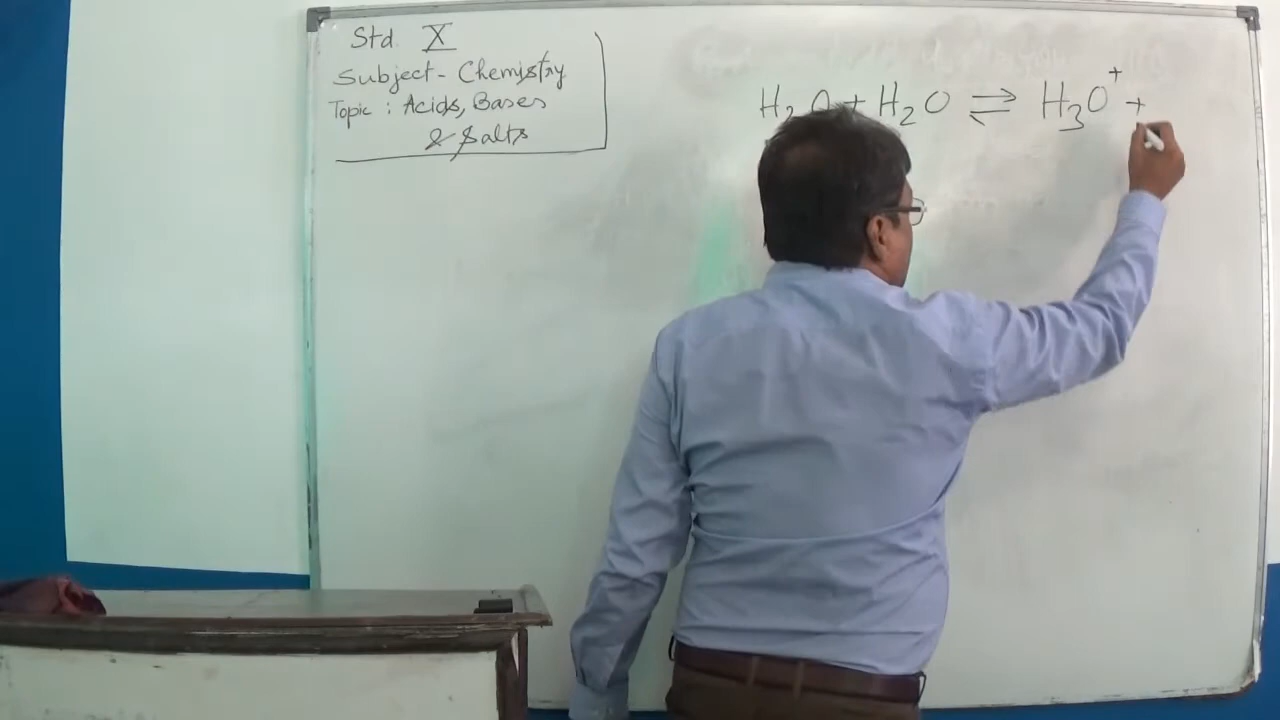 Std. X
Subject - Chemistry
Topic : Acids, Bases
& Salts
H₂O + H₂O ⇌ H₃O⁺ +